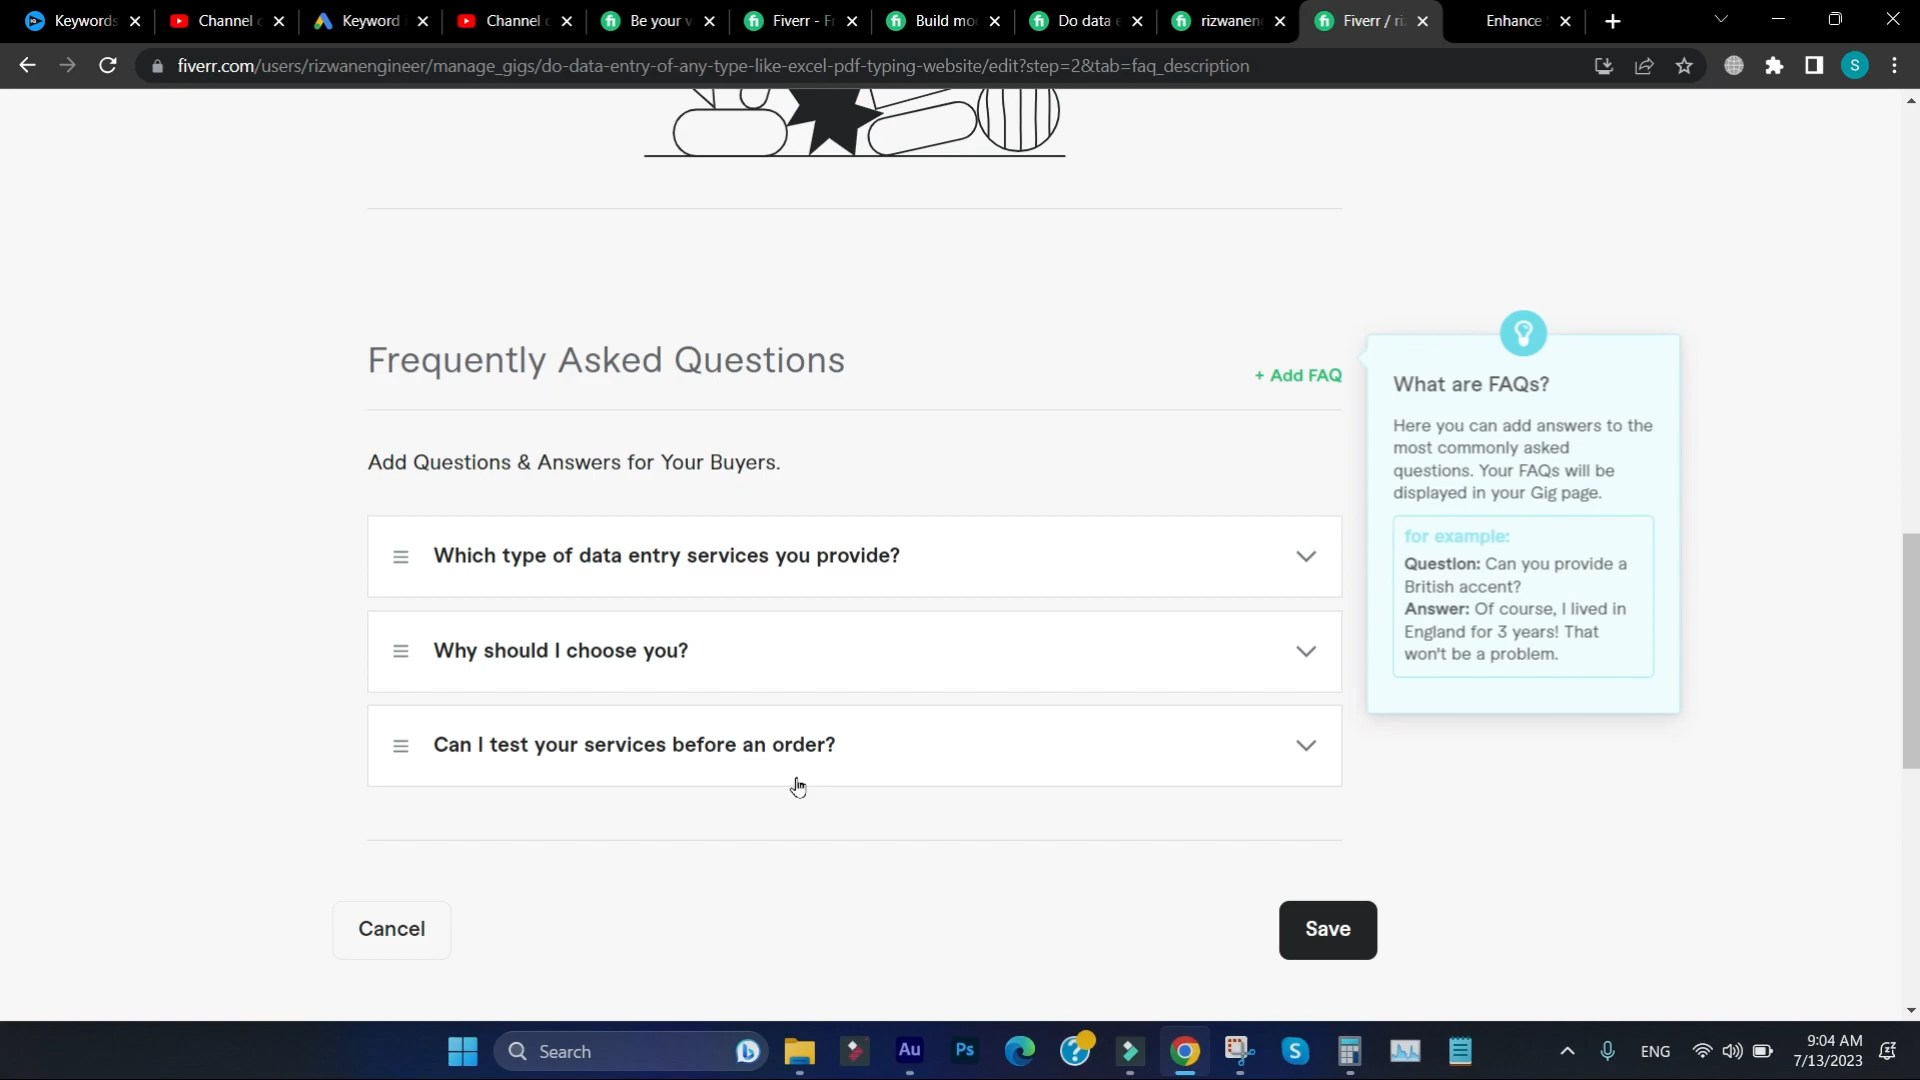 Keywords
Channel
Keyword
Channel
Be your
Fiverr - F
Build mo
Do data e
rizwanen
Fiverr / ri
Enhance
fiverr.com/users/rizwanengineer/manage_gigs/do-data-entry-of-any-type-like-excel-pdf-typing-website/edit?step=2&tab=faq_description
S
Frequently Asked Questions
+ Add FAQ
Add Questions & Answers for Your Buyers.
Which type of data entry services you provide?
Why should I choose you?
Can I test your services before an order?
What are FAQs?
Here you can add answers to the
most commonly asked
questions. Your FAQs will be
displayed in your Gig page.
for example:
Question: Can you provide a
British accent?
Answer: Of course, I lived in
England for 3 years! That
won't be a problem.
Cancel
Save
Search
Au
Ps
ENG
9:04 AM
7/13/2023